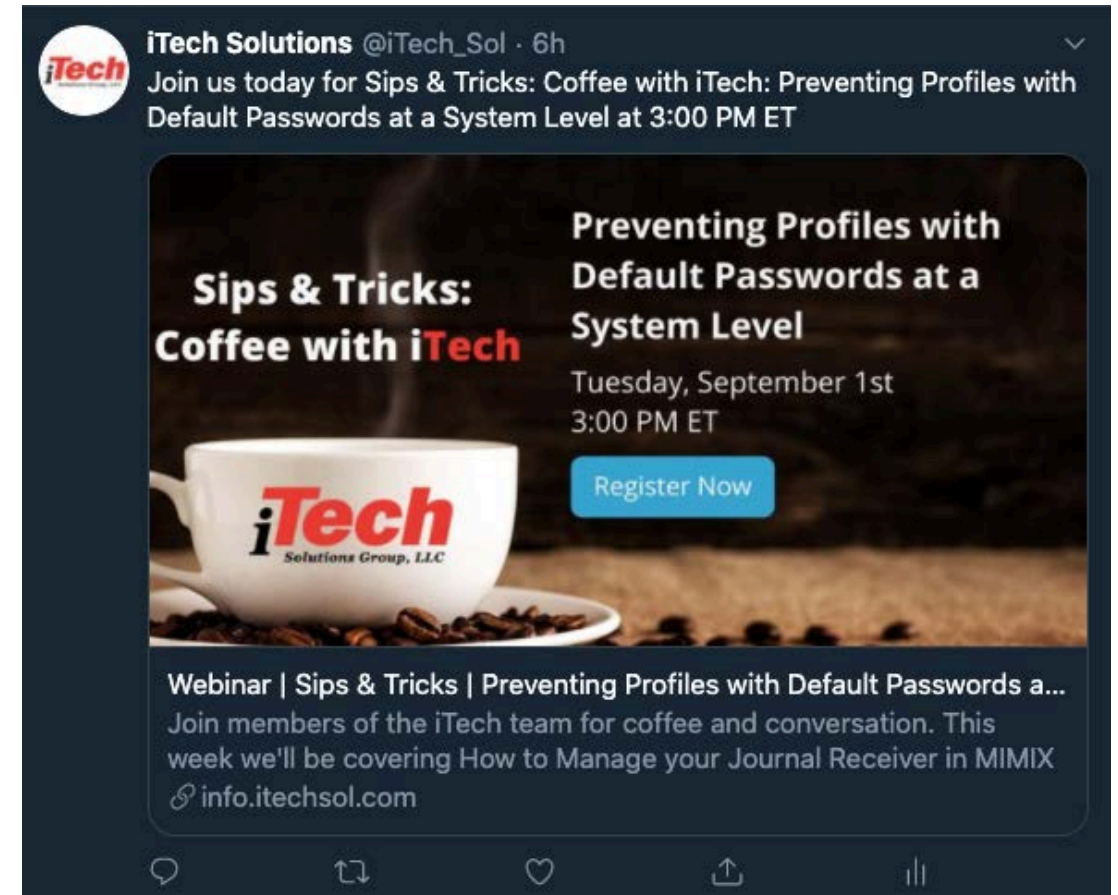 iTech
iTech Solutions @iTech_Sol · 6h
Join us today for Sips & Tricks: Coffee with iTech: Preventing Profiles with
Default Passwords at a System Level at 3:00 PM ET
Sips & Tricks:
Coffee with iTech
iTech
Solutions Group, LLC
Preventing Profiles with
Default Passwords at a
System Level
Tuesday, September 1st
3:00 PM ET
Register Now
Webinar | Sips & Tricks | Preventing Profiles with Default Passwords a...
Join members of the iTech team for coffee and conversation. This
week we'll be covering How to Manage your Journal Receiver in MIMIX
info.itechsol.com